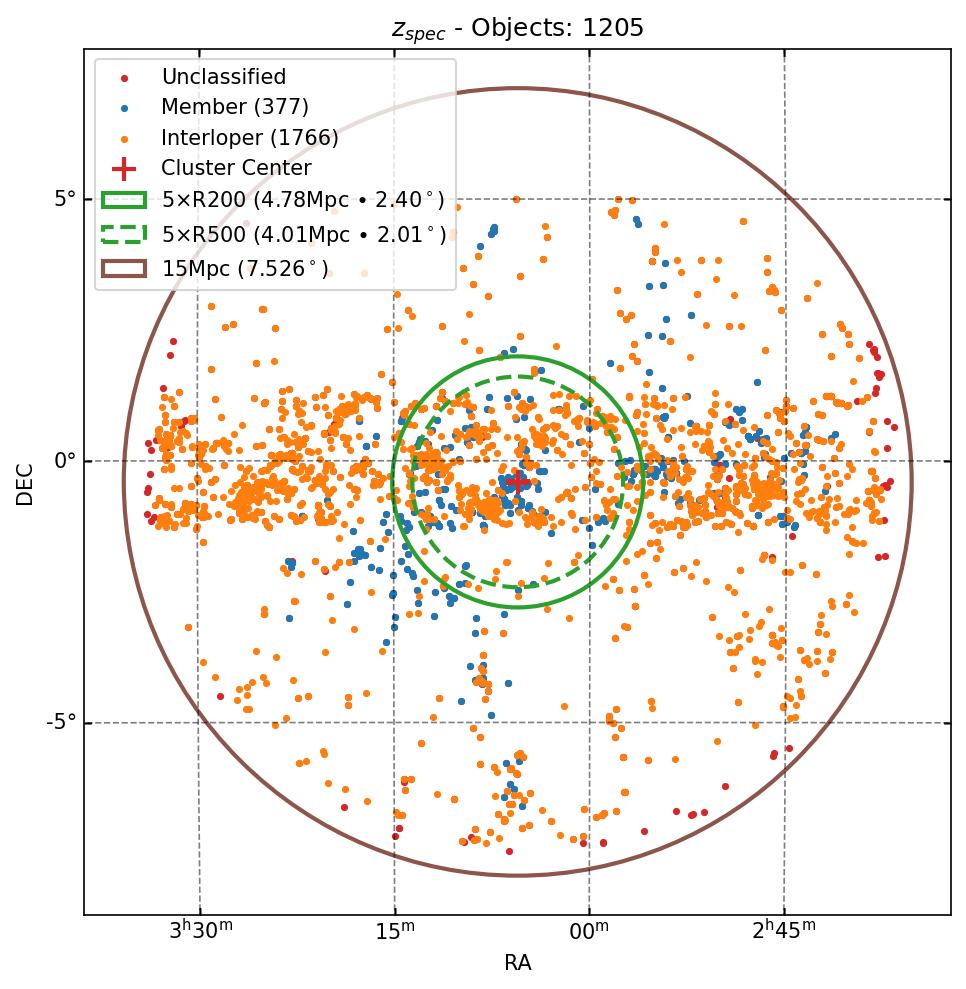 z_spec - Objects: 1205
Unclassified
Member (377)
Interloper (1766)
Cluster Center
5×R200 (4.78Mpc • 2.40°)
5×R500 (4.01Mpc • 2.01°)
15Mpc (7.526°)
5°
0°
-5°
DEC
3h30m 15m 00m 2h45m
RA